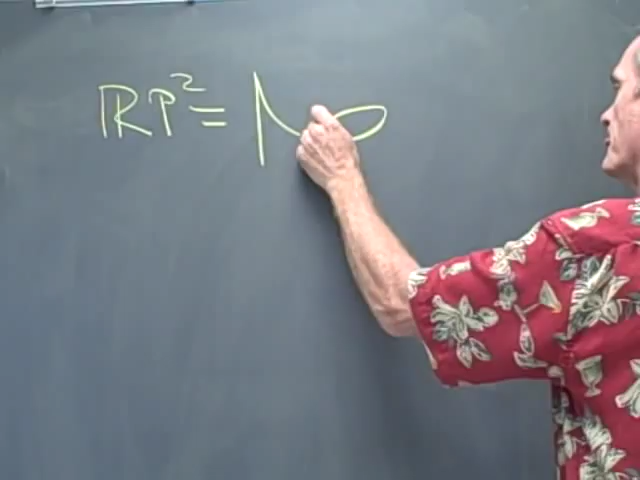 ℝP² =